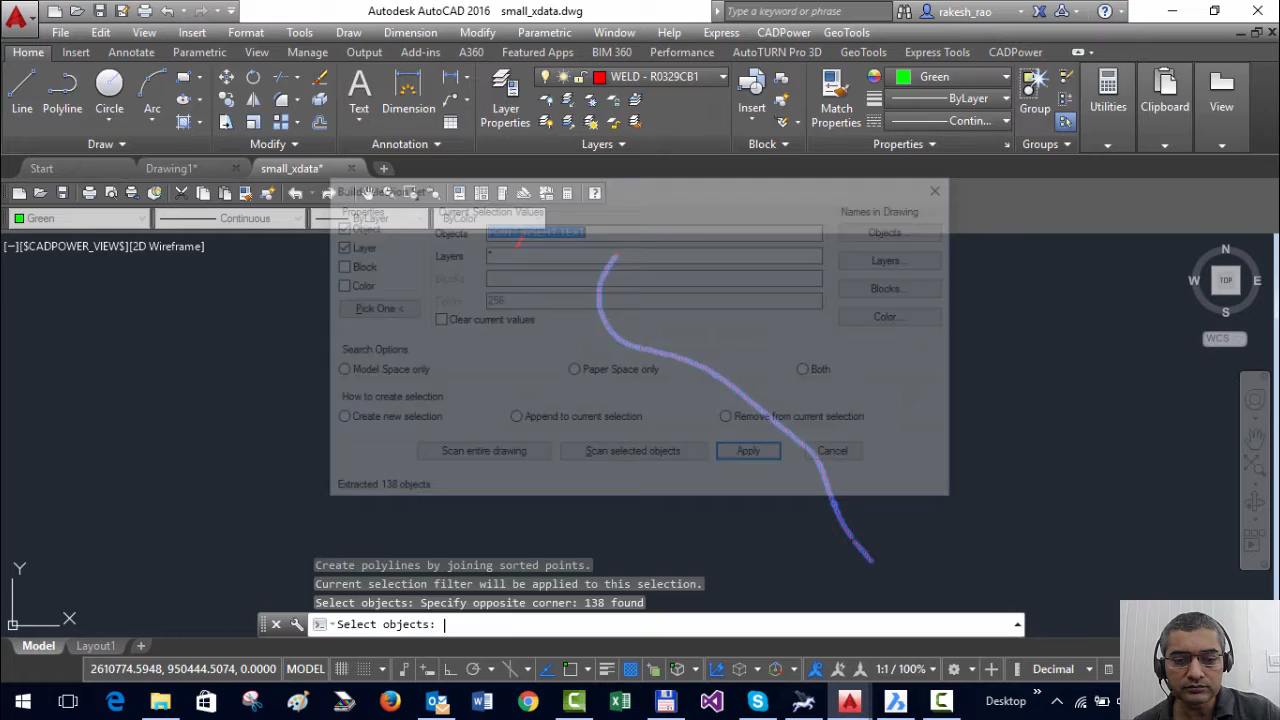 Autodesk AutoCAD 2016 small_xdata.dwg
Type a keyword or phrase
rakesh_rao
File Edit View Insert Format Tools Draw Dimension Modify Parametric Window Help Express CADPower GeoTools
Home Insert Annotate Parametric View Manage Output Add-ins A360 Featured Apps BIM 360 Performance AutoTURN Pro 3D GeoTools Express Tools CADPower
WELD - R0329CB1
Green
ByLayer
Contin...
Line Polyline Circle Arc
Text Dimension
Layer Properties
Insert
Match Properties
Group
Utilities Clipboard View
Draw Modify Annotation Layers Block Properties Groups
Start Drawing1* small_xdata*
Green Continuous ByLayer ByColor
[−][$CADPOWER_VIEWS][2D Wireframe]
Properties
Current Selection Values
Names in Drawing
Object
Objects
Objects...
Layer
Layers *
Layers...
Block
Blocks...
Color
256
Color...
Pick One <
Clear current values
Search Options
Model Space only Paper Space only Both
How to create selection
Create new selection Append to current selection Remove from current selection
Scan entire drawing Scan selected objects Apply Cancel
Extracted 138 objects
N
W TOP E
S
WCS
Y
X
Create polylines by joining sorted points.
Current selection filter will be applied to this selection.
Select objects: Specify opposite corner: 138 found
Select objects:
Model Layout1
2610774.5948, 950444.5074, 0.0000 MODEL
1:1 / 100%
Decimal
Desktop